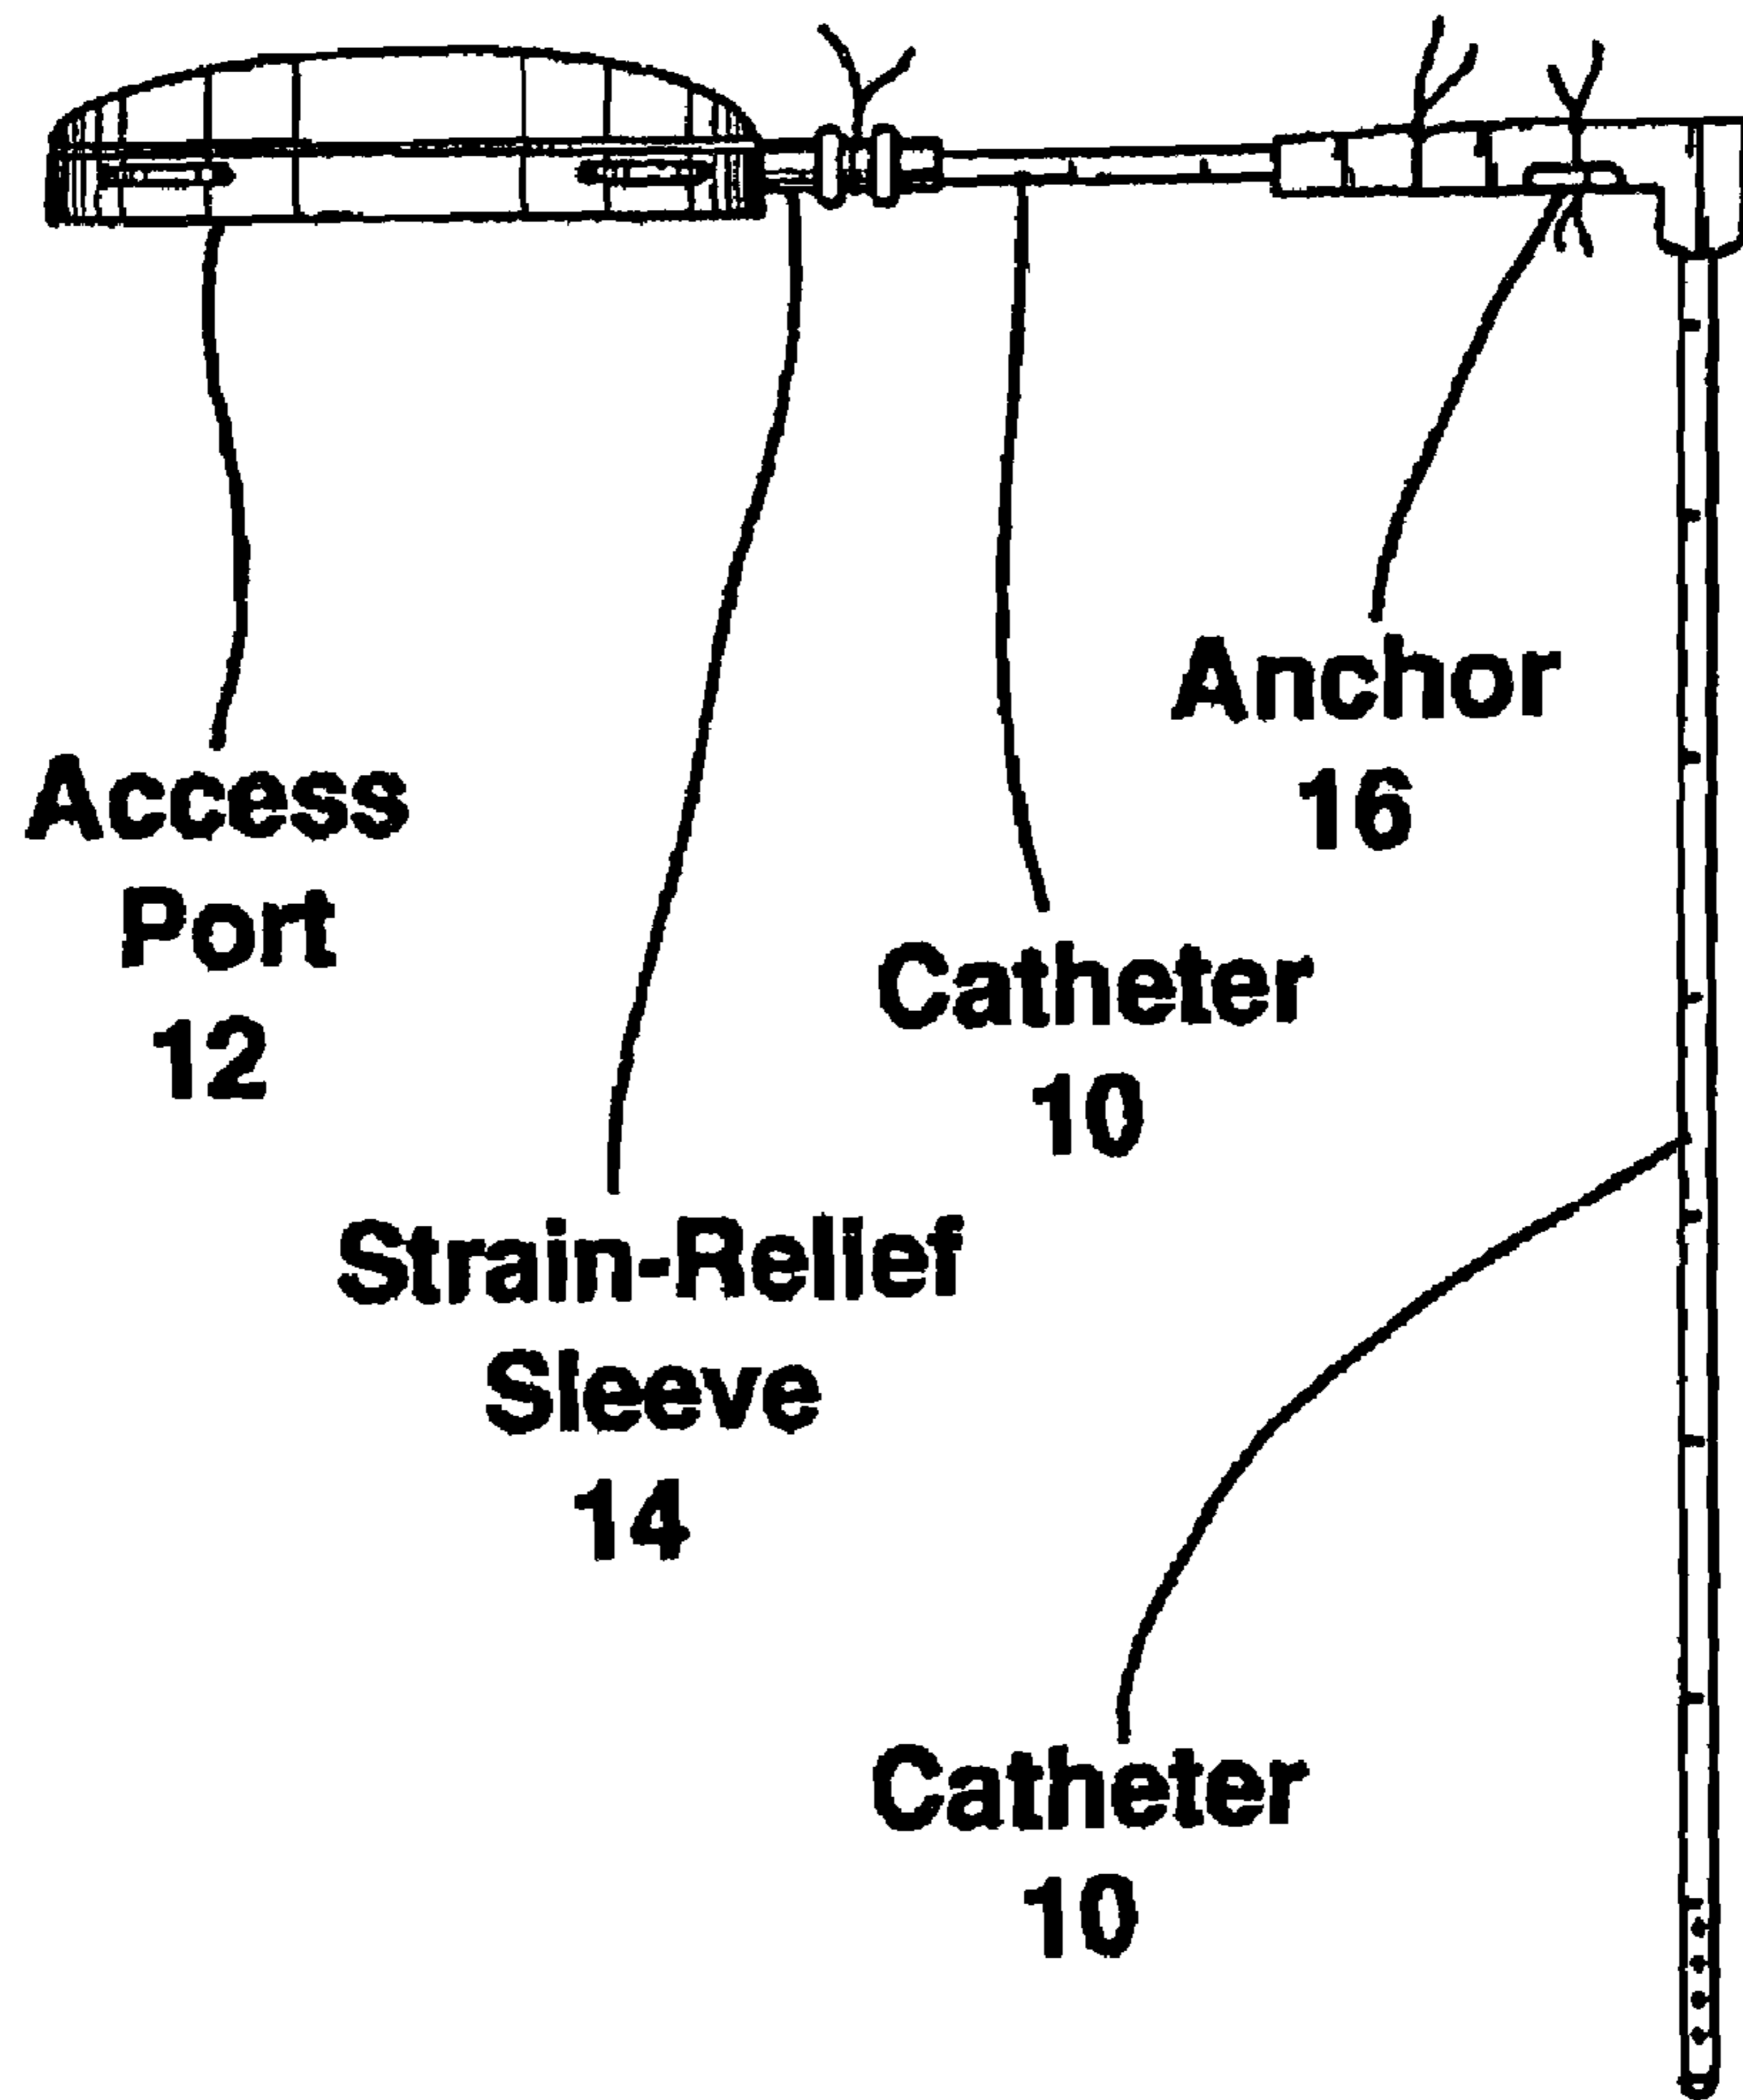 Anchor
16
Access
Port
12
Catheter
10
Strain-Relief
Sleeve
14
Catheter
10